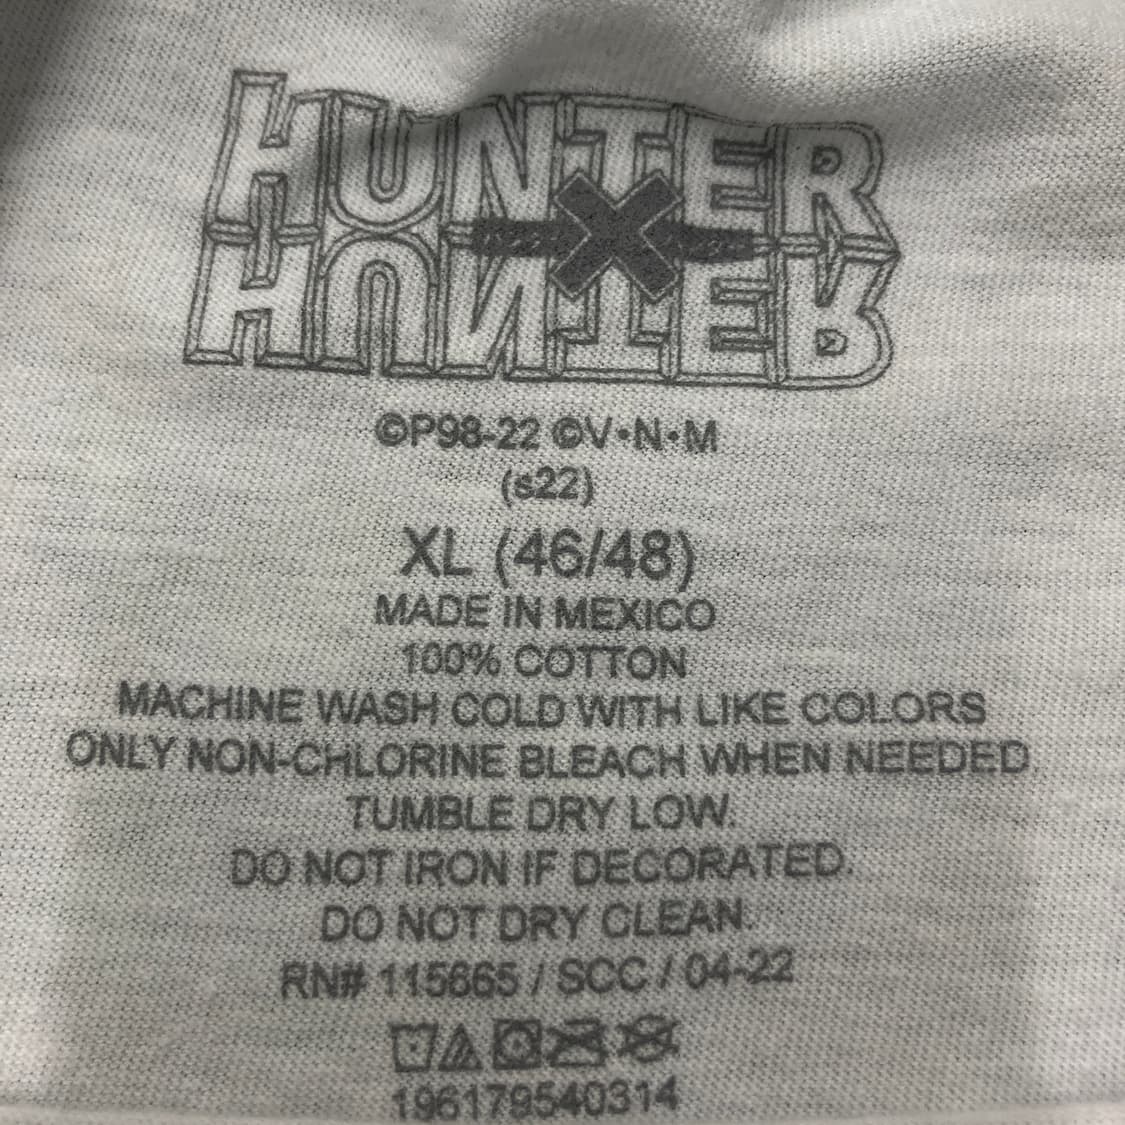 HUNTER
X
HUNTER
©P98-22 ©V•N•M
(s22)
XL (46/48)
MADE IN MEXICO
100% COTTON
MACHINE WASH COLD WITH LIKE COLORS
ONLY NON-CHLORINE BLEACH WHEN NEEDED
TUMBLE DRY LOW.
DO NOT IRON IF DECORATED.
DO NOT DRY CLEAN.
RN# 115665 / SCC / 04-22
196179540314